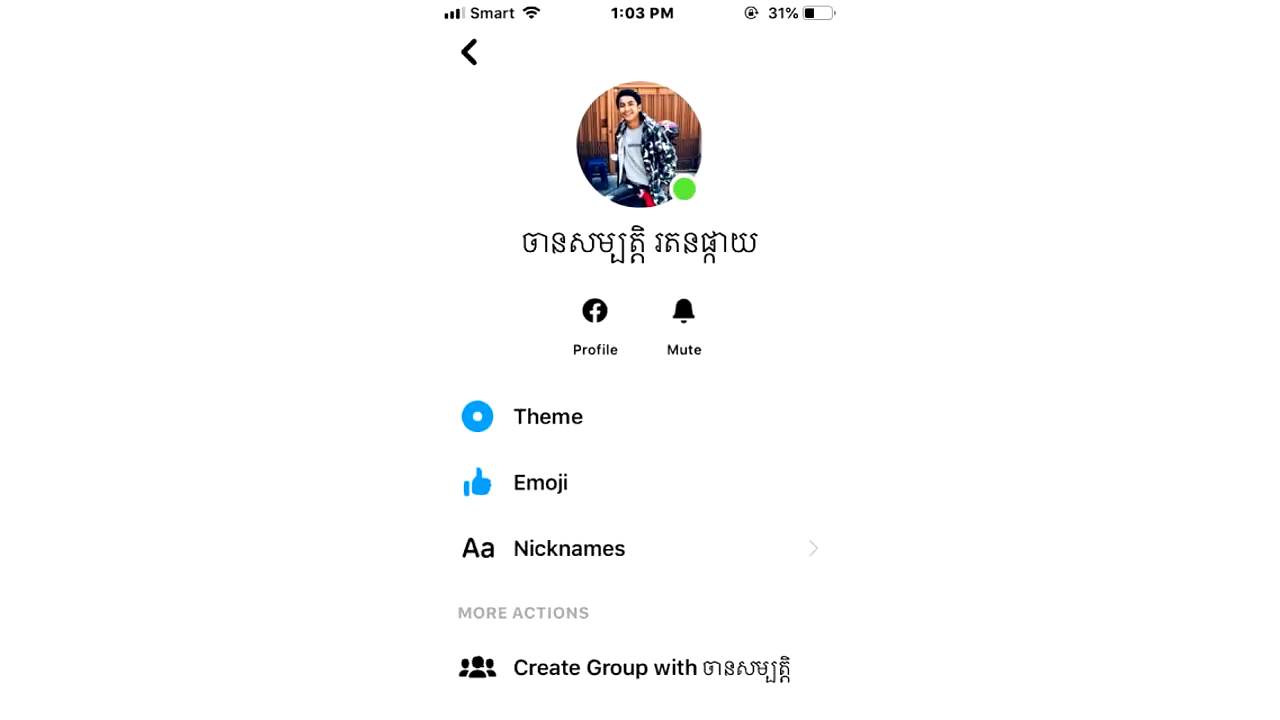 Smart 1:03 PM 31%
ចានសម្បត្តិ រតនផ្កាយ
Profile Mute
Theme
Emoji
Aa Nicknames
MORE ACTIONS
Create Group with ចានសម្បត្តិ